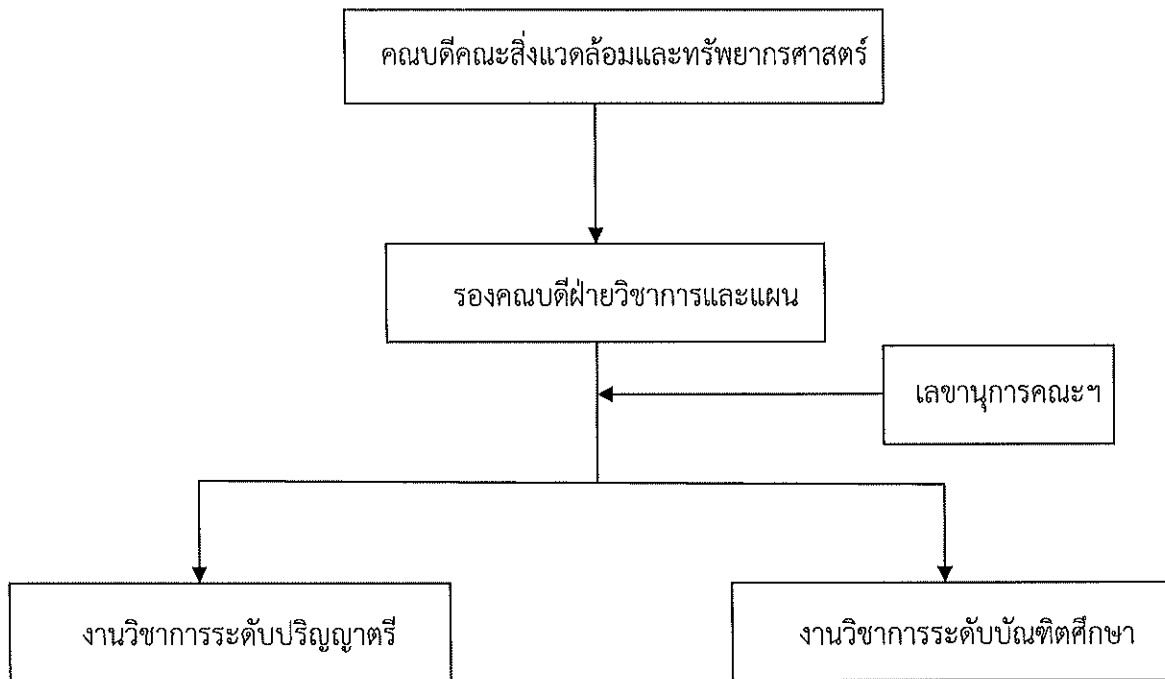 คณบดีคณะสิ่งแวดล้อมและทรัพยากรศาสตร์
รองคณบดีฝ่ายวิชาการและแผน
เลขานุการคณะฯ
งานวิชาการระดับปริญญาตรี
งานวิชาการระดับบัณฑิตศึกษา